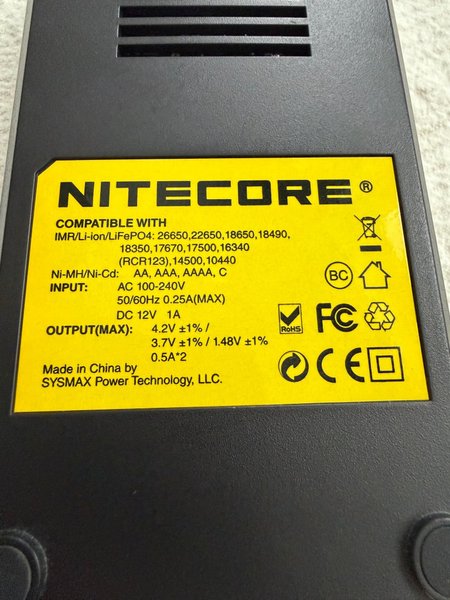 NITECORE®
COMPATIBLE WITH
IMR/Li-ion/LiFePO4: 26650,22650,18650,18490,
18350,17670,17500,16340
(RCR123),14500,10440
Ni-MH/Ni-Cd: AA, AAA, AAAA, C
INPUT: AC 100-240V
50/60Hz 0.25A(MAX)
DC 12V 1A
OUTPUT(MAX): 4.2V ±1% /
3.7V ±1% / 1.48V ±1%
0.5A*2
Made in China by
SYSMAX Power Technology, LLC.
BC
RoHS
FC
CE